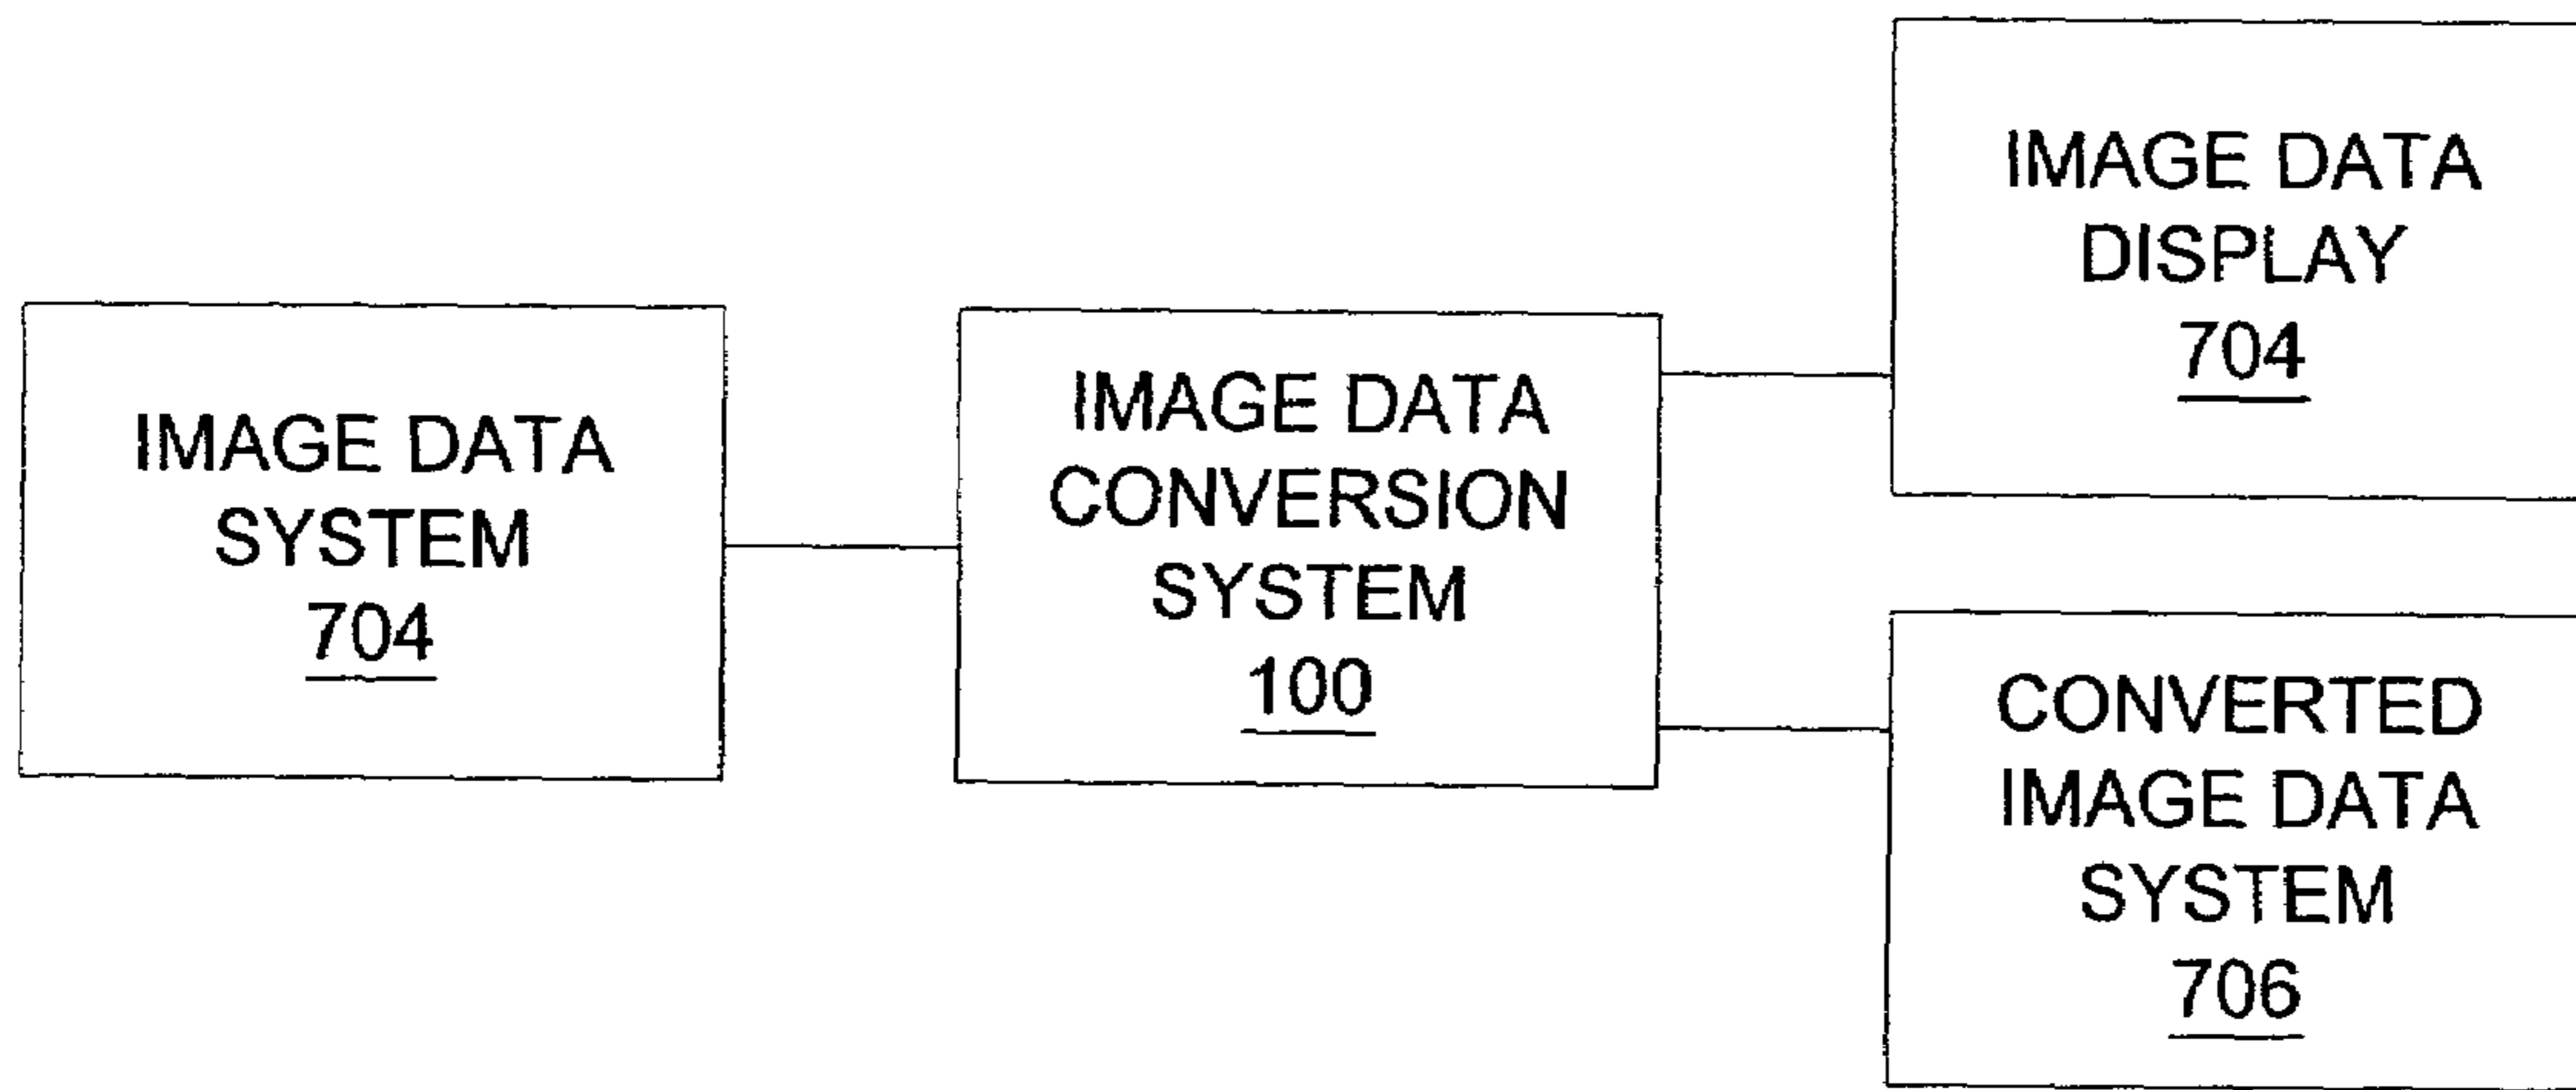 IMAGE DATA
SYSTEM
704
IMAGE DATA
CONVERSION
SYSTEM
100
IMAGE DATA
DISPLAY
704
CONVERTED
IMAGE DATA
SYSTEM
706